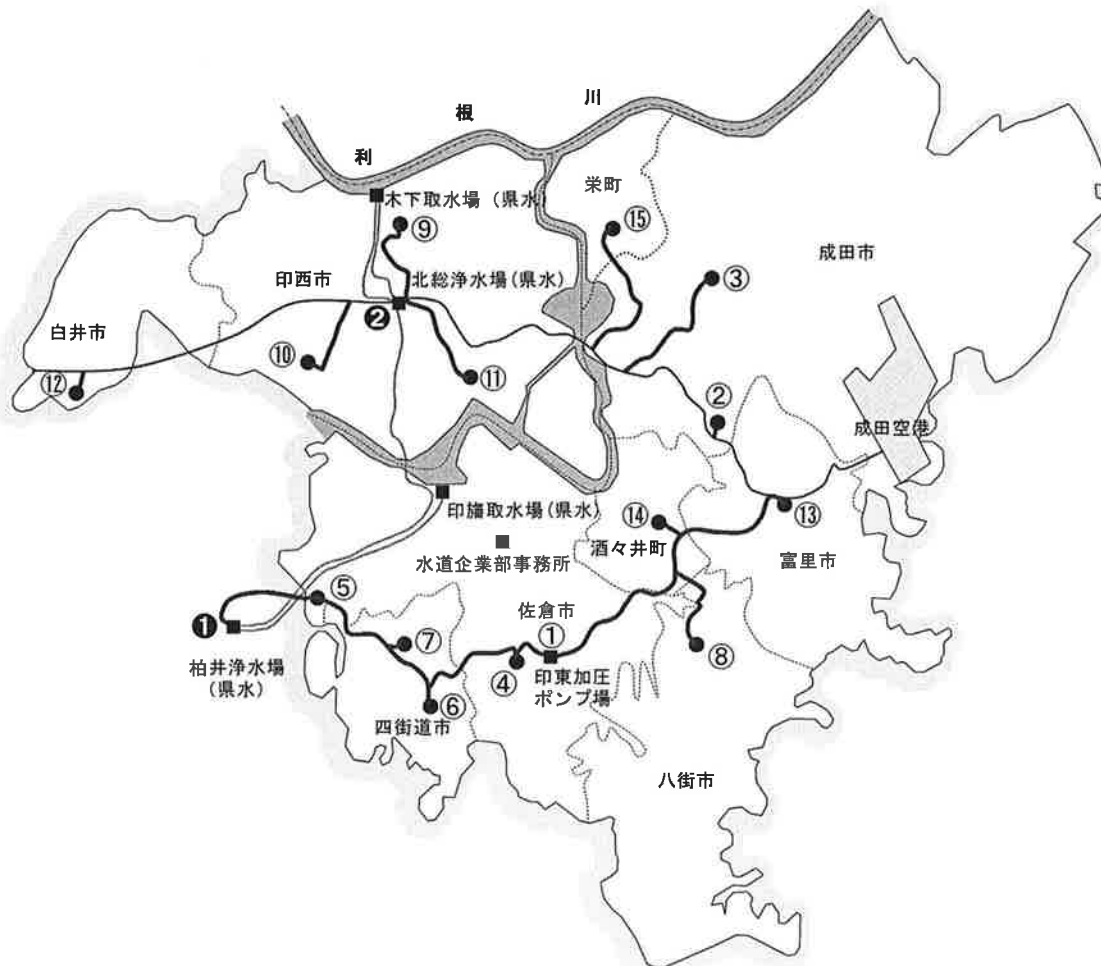 利 根 川
木下取水場（県水）
栄町
⑨
⑮
成田市
印西市
北総浄水場(県水)
③
白井市
❷
⑩
⑪
⑫
②
成田空港
印旛取水場(県水)
⑭
⑬
酒々井町
水道企業部事務所
富里市
⑤
佐倉市
❶
⑦
①
⑧
柏井浄水場
（県水）
④
印東加圧
ポンプ場
⑥
四街道市
八街市